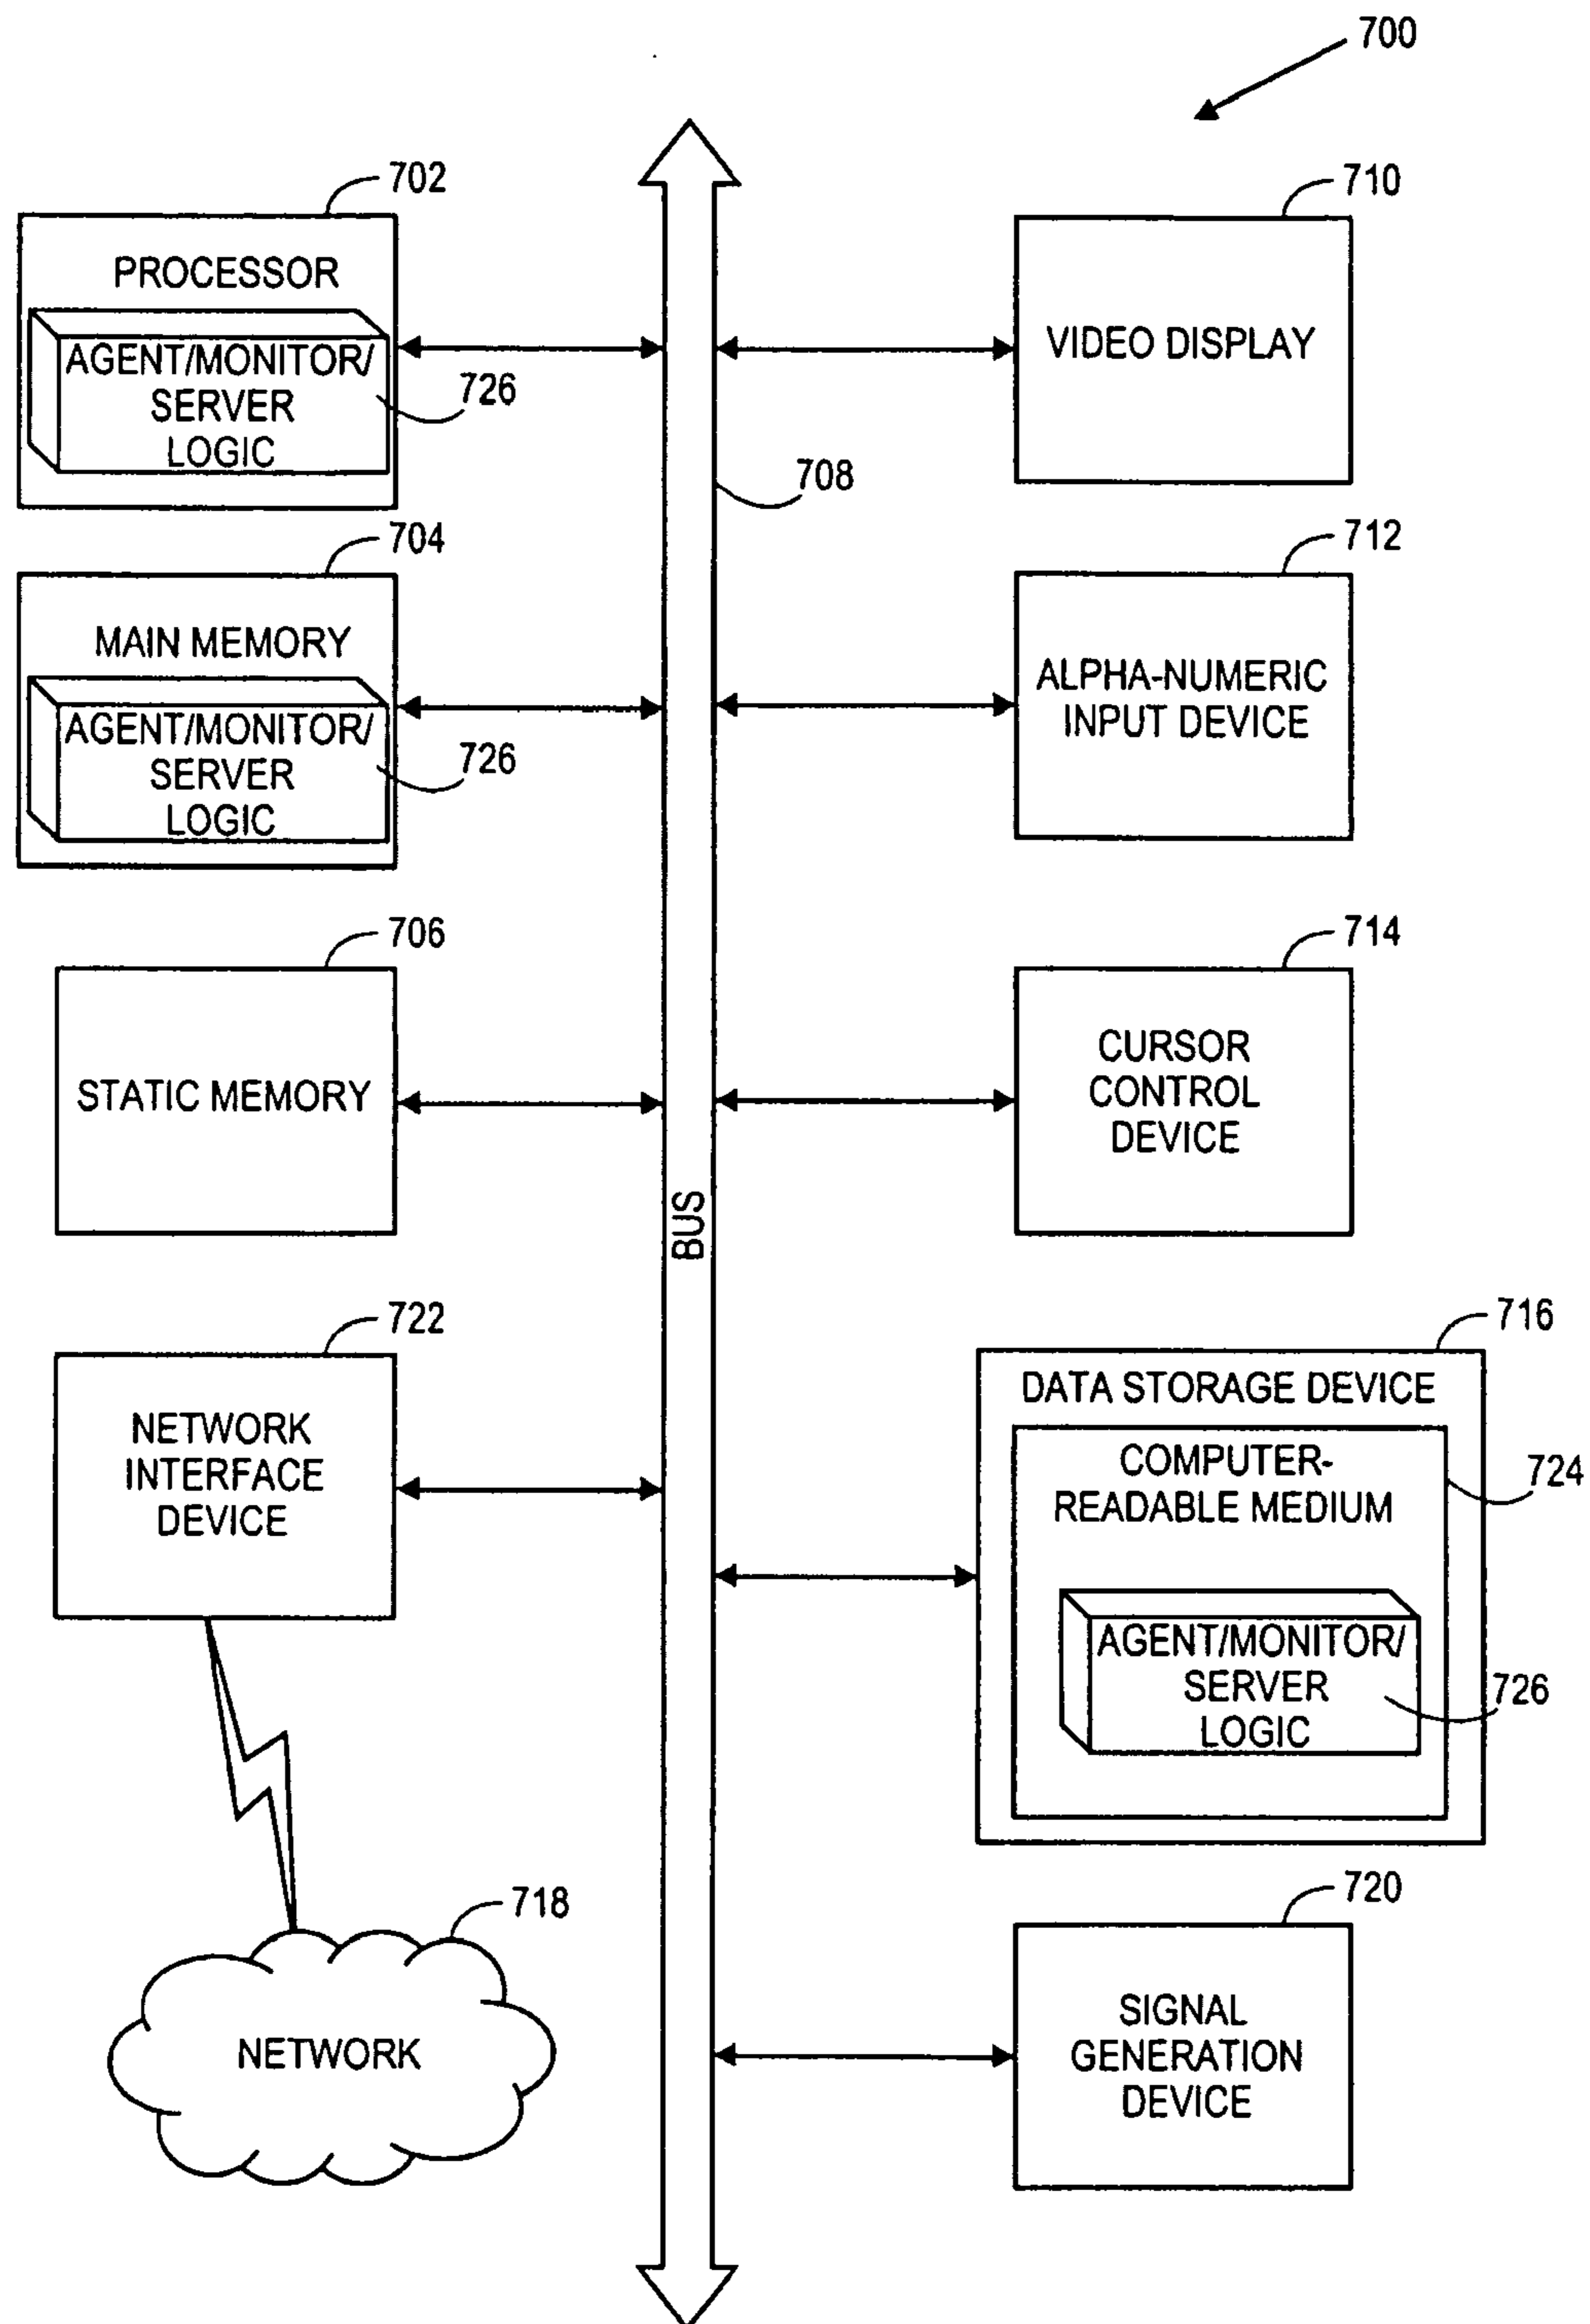 700
702
PROCESSOR
AGENT/MONITOR/
SERVER
LOGIC
726
704
MAIN MEMORY
AGENT/MONITOR/
SERVER
LOGIC
726
706
STATIC MEMORY
722
NETWORK
INTERFACE
DEVICE
718
NETWORK
708
BUS
710
VIDEO DISPLAY
712
ALPHA-NUMERIC
INPUT DEVICE
714
CURSOR
CONTROL
DEVICE
716
DATA STORAGE DEVICE
COMPUTER-
READABLE MEDIUM
724
AGENT/MONITOR/
SERVER
LOGIC
726
720
SIGNAL
GENERATION
DEVICE